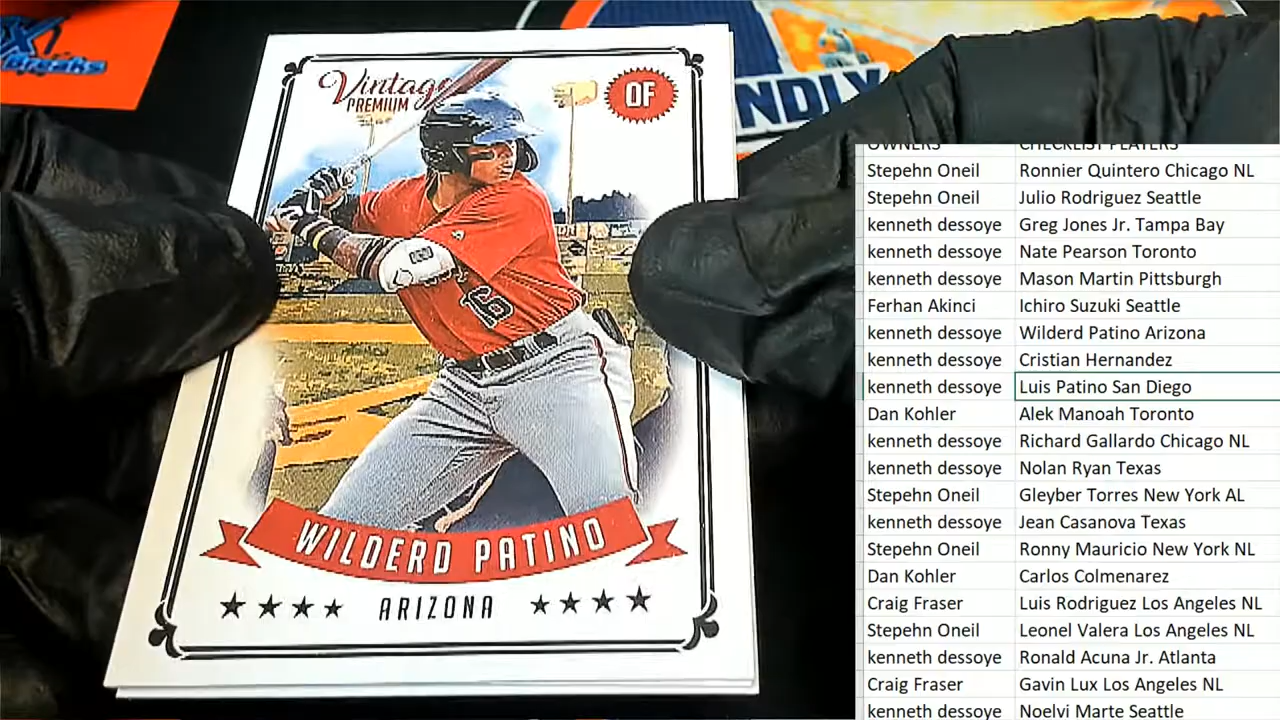 X
Breaks
NDLY
Vintage
PREMIUM
OF
16
WILDERD PATINO
ARIZONA
OWNERS CHECKLIST PLAYERS
Stepehn Oneil Ronnier Quintero Chicago NL
Stepehn Oneil Julio Rodriguez Seattle
kenneth dessoye Greg Jones Jr. Tampa Bay
kenneth dessoye Nate Pearson Toronto
kenneth dessoye Mason Martin Pittsburgh
Ferhan Akinci Ichiro Suzuki Seattle
kenneth dessoye Wilderd Patino Arizona
kenneth dessoye Cristian Hernandez
kenneth dessoye Luis Patino San Diego
Dan Kohler Alek Manoah Toronto
kenneth dessoye Richard Gallardo Chicago NL
kenneth dessoye Nolan Ryan Texas
Stepehn Oneil Gleyber Torres New York AL
kenneth dessoye Jean Casanova Texas
Stepehn Oneil Ronny Mauricio New York NL
Dan Kohler Carlos Colmenarez
Craig Fraser Luis Rodriguez Los Angeles NL
Stepehn Oneil Leonel Valera Los Angeles NL
kenneth dessoye Ronald Acuna Jr. Atlanta
Craig Fraser Gavin Lux Los Angeles NL
kenneth dessoye Noelvi Marte Seattle